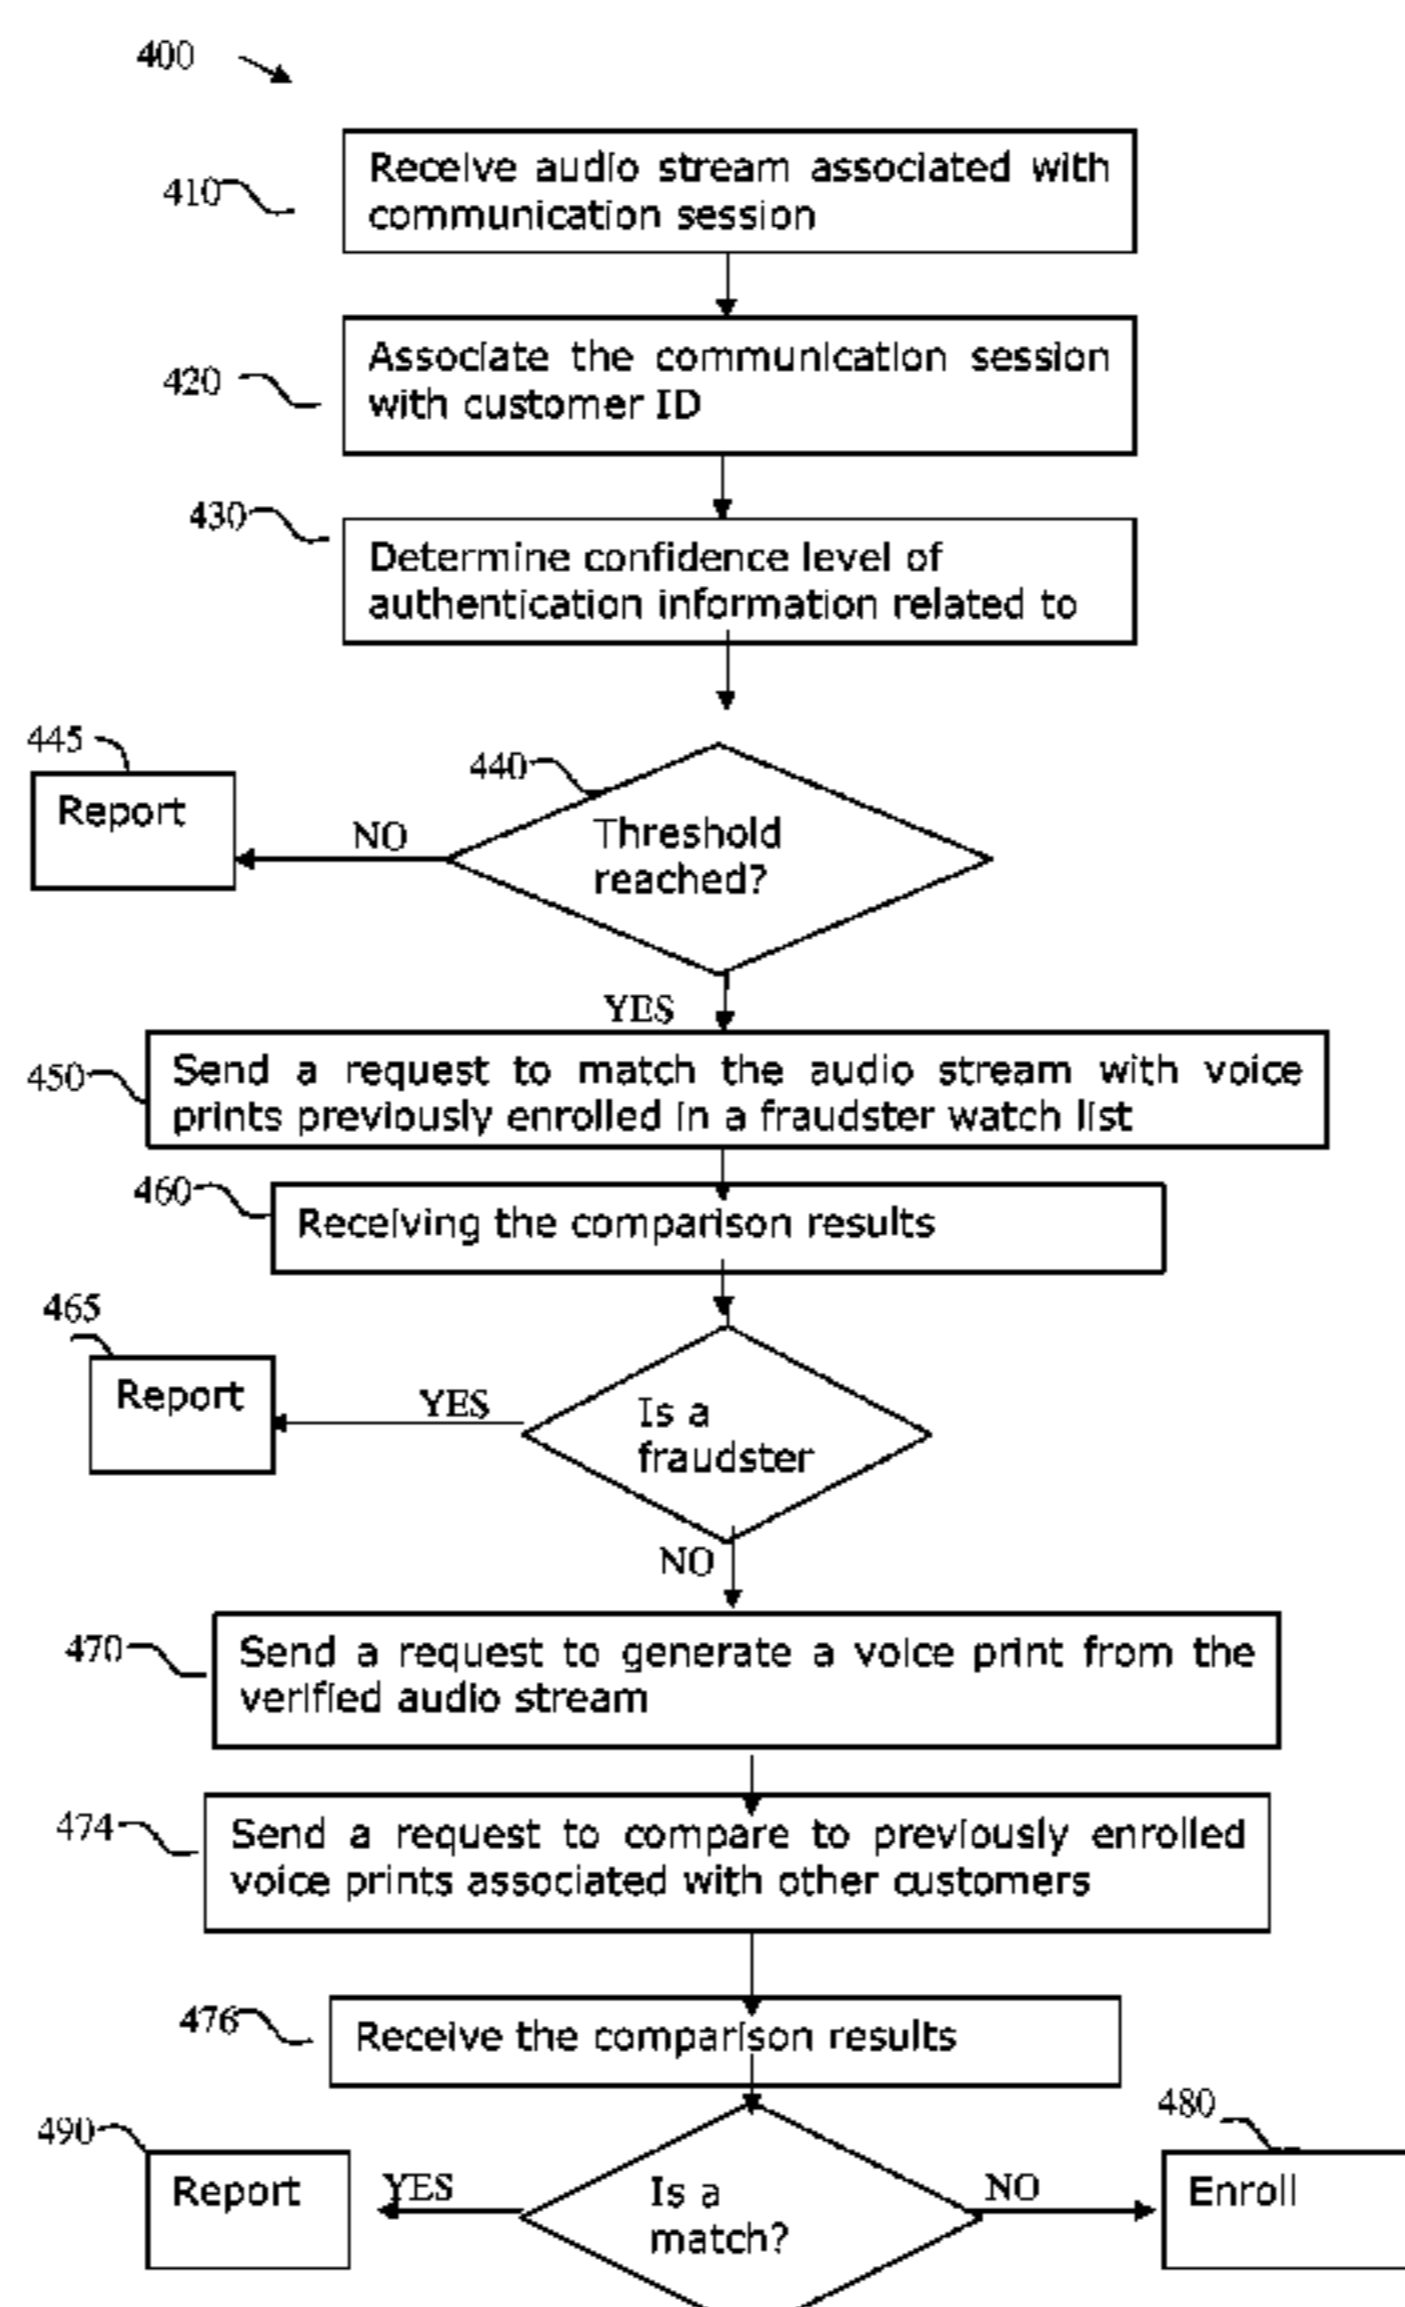 400
410
Receive audio stream associated with
communication session
420
Associate the communication session
with customer ID
430
Determine confidence level of
authentication information related to
445
Report
440
Threshold
reached?
NO
YES
450
Send a request to match the audio stream with voice
prints previously enrolled in a fraudster watch list
460
Receiving the comparison results
465
Report
YES
Is a
fraudster
NO
470
Send a request to generate a voice print from the
verified audio stream
474
Send a request to compare to previously enrolled
voice prints associated with other customers
476
Receive the comparison results
490
Report
YES
Is a
match?
NO
480
Enroll